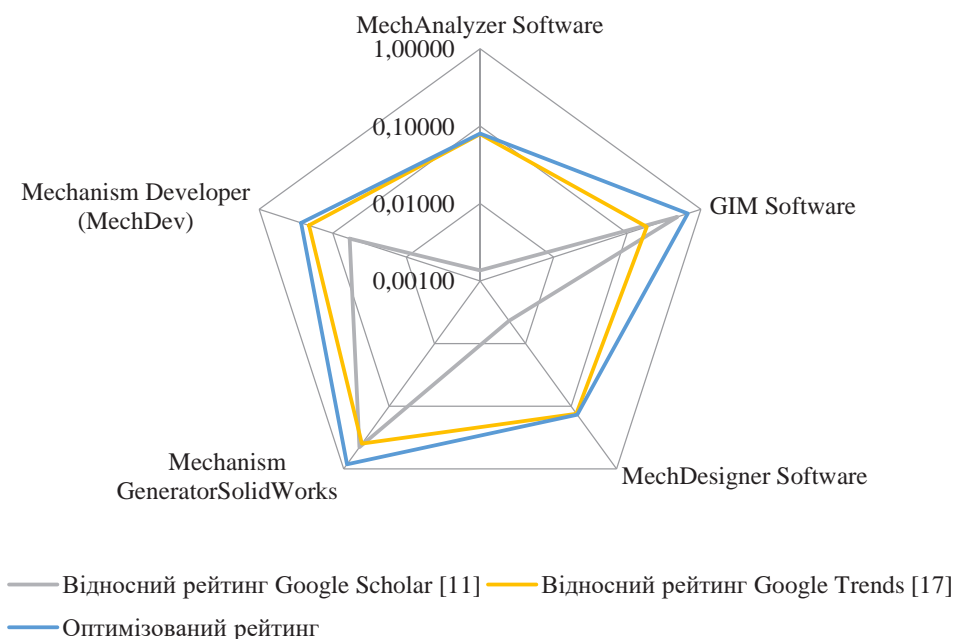 MechAnalyzer Software
1,00000
0,10000
0,01000
0,00100
GIM Software
Mechanism Developer
(MechDev)
Mechanism
GeneratorSolidWorks
MechDesigner Software
Відносний рейтинг Google Scholar [11]
Відносний рейтинг Google Trends [17]
Оптимізований рейтинг